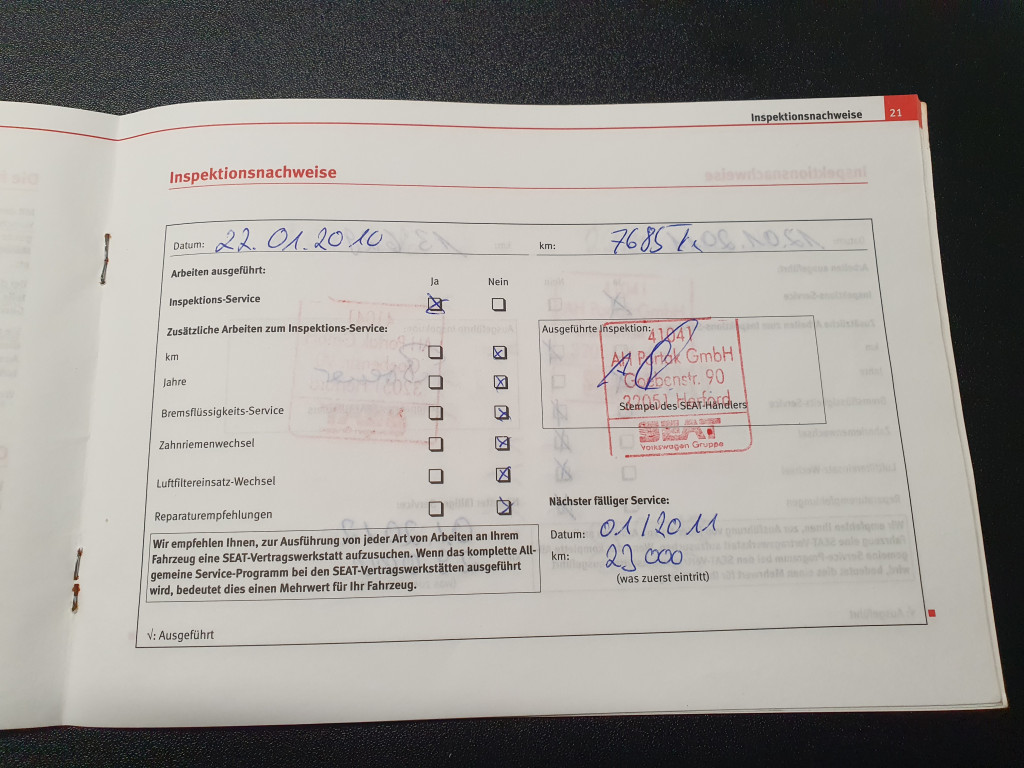 Inspektionsnachweise 21
Inspektionsnachweise
Datum: 22.01.2010 km: 7685
Arbeiten ausgeführt:
Ja Nein
Inspektions-Service
Zusätzliche Arbeiten zum Inspektions-Service:
km
Jahre
Bremsflüssigkeits-Service
Zahnriemenwechsel
Luftfiltereinsatz-Wechsel
Reparaturempfehlungen
Wir empfehlen Ihnen, zur Ausführung von jeder Art von Arbeiten an Ihrem
Fahrzeug eine SEAT-Vertragswerkstatt aufzusuchen. Wenn das komplette All-
gemeine Service-Programm bei den SEAT-Vertragswerkstätten ausgeführt
wird, bedeutet dies einen Mehrwert für Ihr Fahrzeug.
√: Ausgeführt
Ausgeführte Inspektion:
41041
AH GmbH
Goebenstr. 90
Herford
Stempel des SEAT-Händlers
SEAT
Volkswagen Gruppe
Nächster fälliger Service:
Datum: 01/2011
km: 23 000
(was zuerst eintritt)